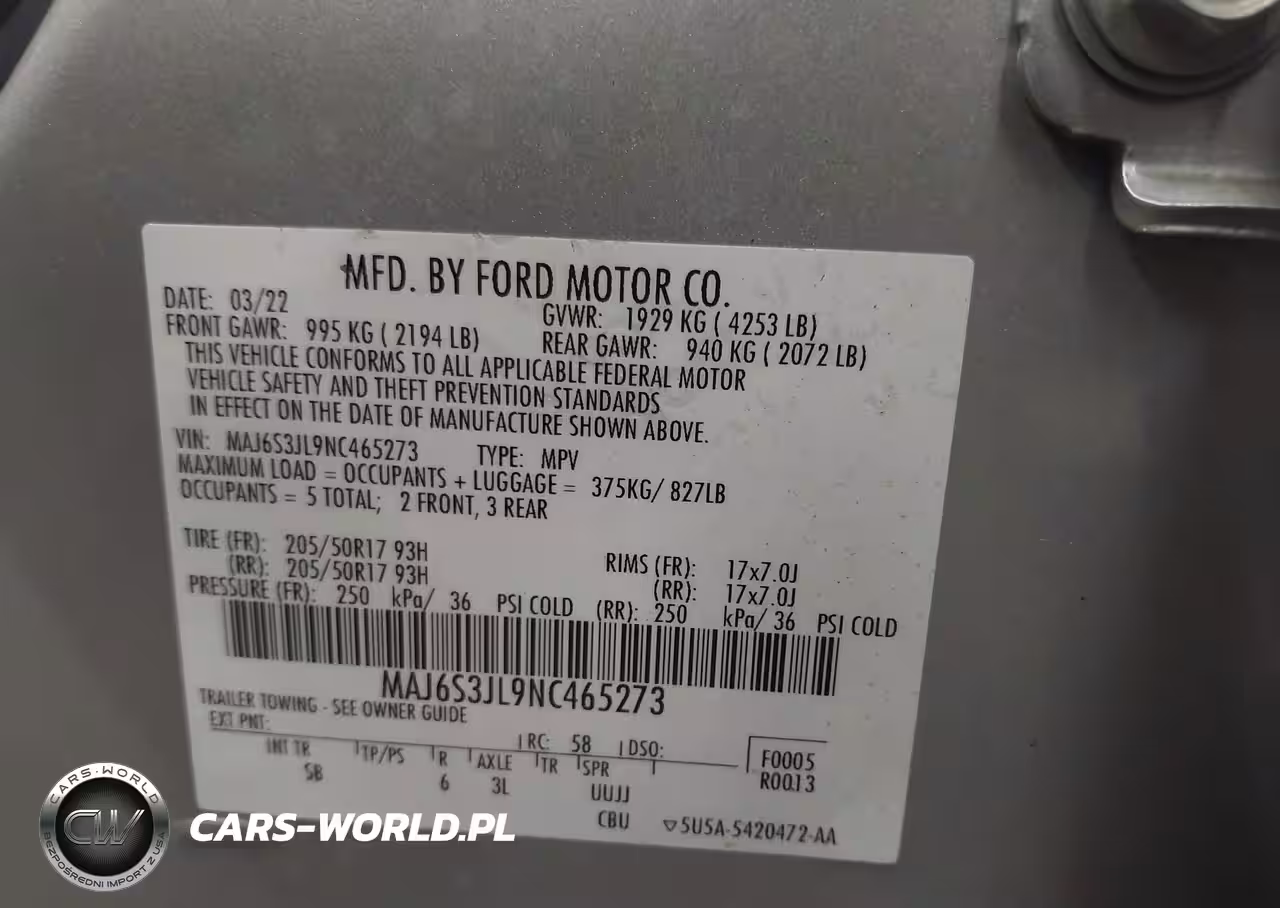 MFD. BY FORD MOTOR CO.
DATE: 03/22
GVWR: 1929 KG ( 4253 LB)
FRONT GAWR: 995 KG ( 2194 LB)
REAR GAWR: 940 KG ( 2072 LB)
THIS VEHICLE CONFORMS TO ALL APPLICABLE FEDERAL MOTOR
VEHICLE SAFETY AND THEFT PREVENTION STANDARDS
IN EFFECT ON THE DATE OF MANUFACTURE SHOWN ABOVE.
VIN: MAJ6S3JL9NC465273 TYPE: MPV
MAXIMUM LOAD = OCCUPANTS + LUGGAGE = 375KG/ 827LB
OCCUPANTS = 5 TOTAL; 2 FRONT, 3 REAR
TIRE (FR): 205/50R17 93H RIMS (FR): 17x7.0J
(RR): 205/50R17 93H (RR): 17x7.0J
PRESSURE (FR): 250 kPa/ 36 PSI COLD (RR): 250 kPa/ 36 PSI COLD
MAJ6S3JL9NC465273
TRAILER TOWING - SEE OWNER GUIDE
EXT PNT: RC: 58 DSO:
INT TR TP/PS R AXLE TR SPR
SB 6 3L UUJJ
F0005
R0013
CBU 5U5A-5420472-AA
CARS-WORLD
CW
BEZPOŚREDNI IMPORT Z USA
CARS-WORLD.PL